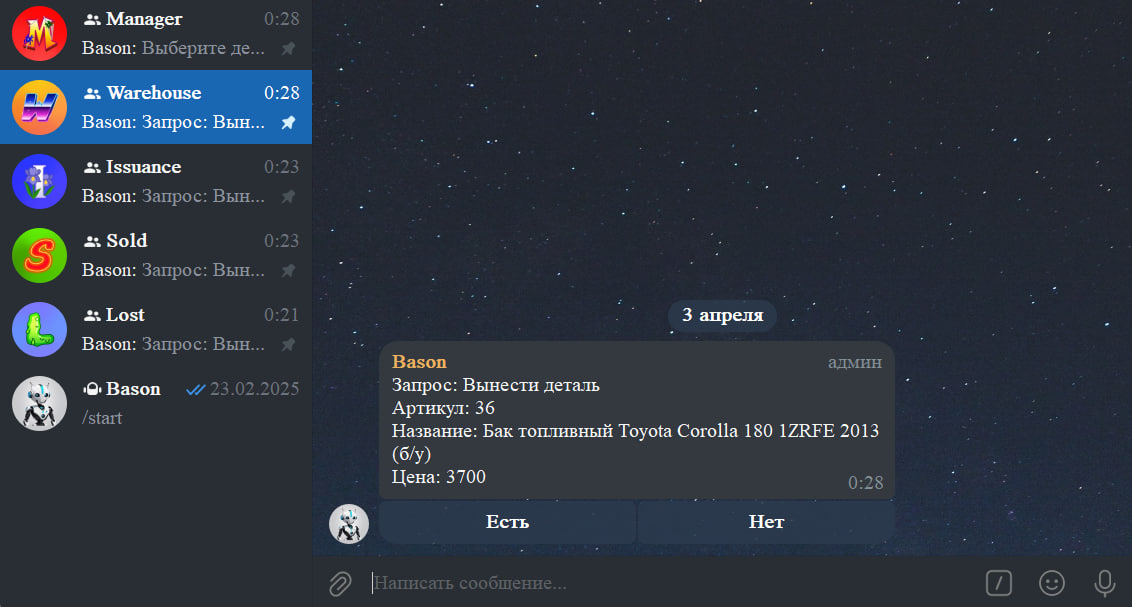 Manager 0:28
Bason: Выберите де...
Warehouse 0:28
Bason: Запрос: Вын...
Issuance 0:23
Bason: Запрос: Вын...
Sold 0:23
Bason: Запрос: Вын...
Lost 0:21
Bason: Запрос: Вын...
Bason 23.02.2025
/start
3 апреля
Bason админ
Запрос: Вынести деталь
Артикул: 36
Название: Бак топливный Toyota Corolla 180 1ZRFE 2013
(б/у)
Цена: 3700
0:28
Есть Нет
Написать сообщение...